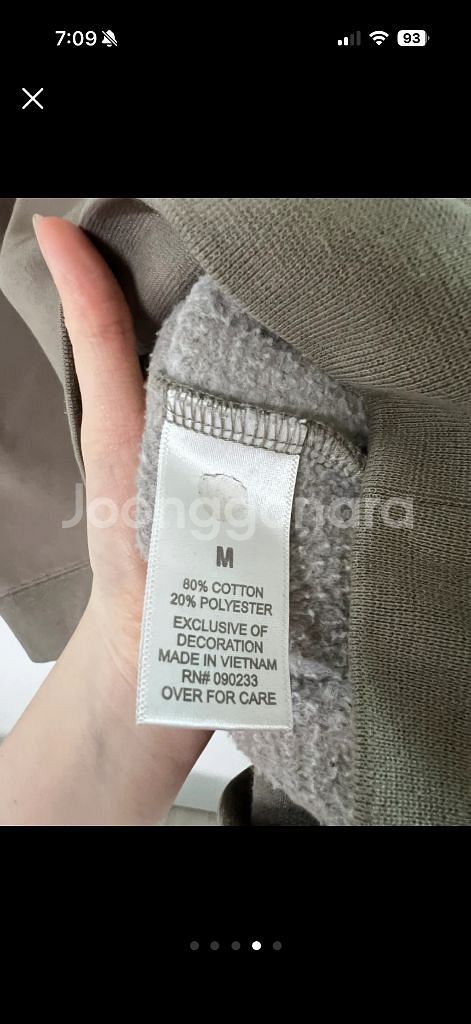 7:09
93
Joonggonara
M
80% COTTON
20% POLYESTER
EXCLUSIVE OF
DECORATION
MADE IN VIETNAM
RN# 090233
OVER FOR CARE